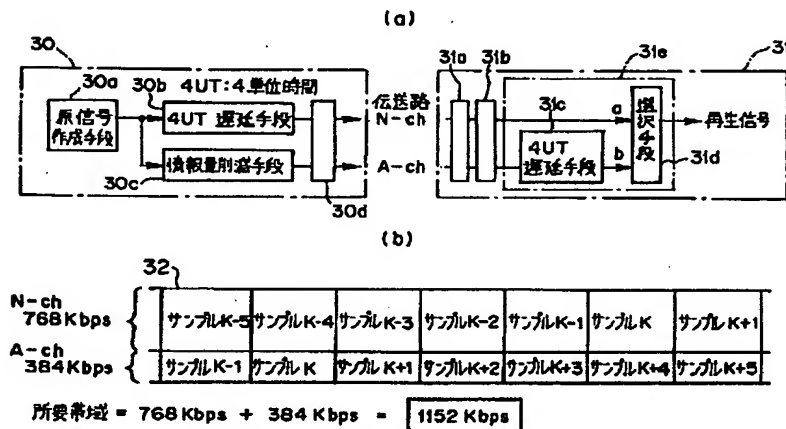 (a)
30
30a
30b
4UT:4単位時間
原信号
作成手段
4UT 遅延手段
情報量削減手段
30c
30d
伝送路
N-ch
A-ch
31a
31b
31e
31
31c
4UT
遅延手段
a
b
選択手段
31d
再生信号
(b)
32
N-ch
768Kbps
サンプルK-5 サンプルK-4 サンプルK-3 サンプルK-2 サンプルK-1 サンプルK サンプルK+1
A-ch
384Kbps
サンプルK-1 サンプルK サンプルK+1 サンプルK+2 サンプルK+3 サンプルK+4 サンプルK+5
所要帯域 = 768Kbps + 384Kbps = 1152 Kbps